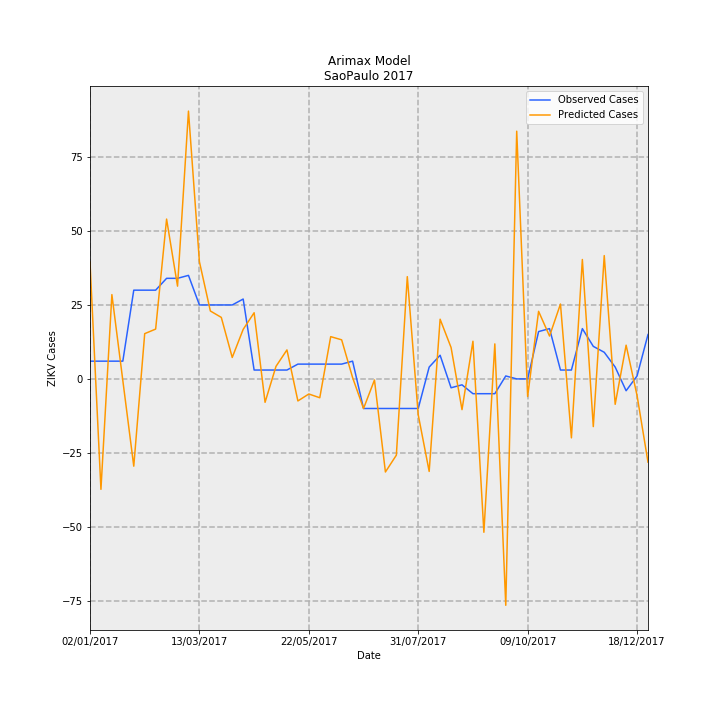 Arimax Model
SaoPaulo 2017
Observed Cases
Predicted Cases
ZIKV Cases
75
50
25
0
−25
−50
−75
02/01/2017 13/03/2017 22/05/2017 31/07/2017 09/10/2017 18/12/2017
Date